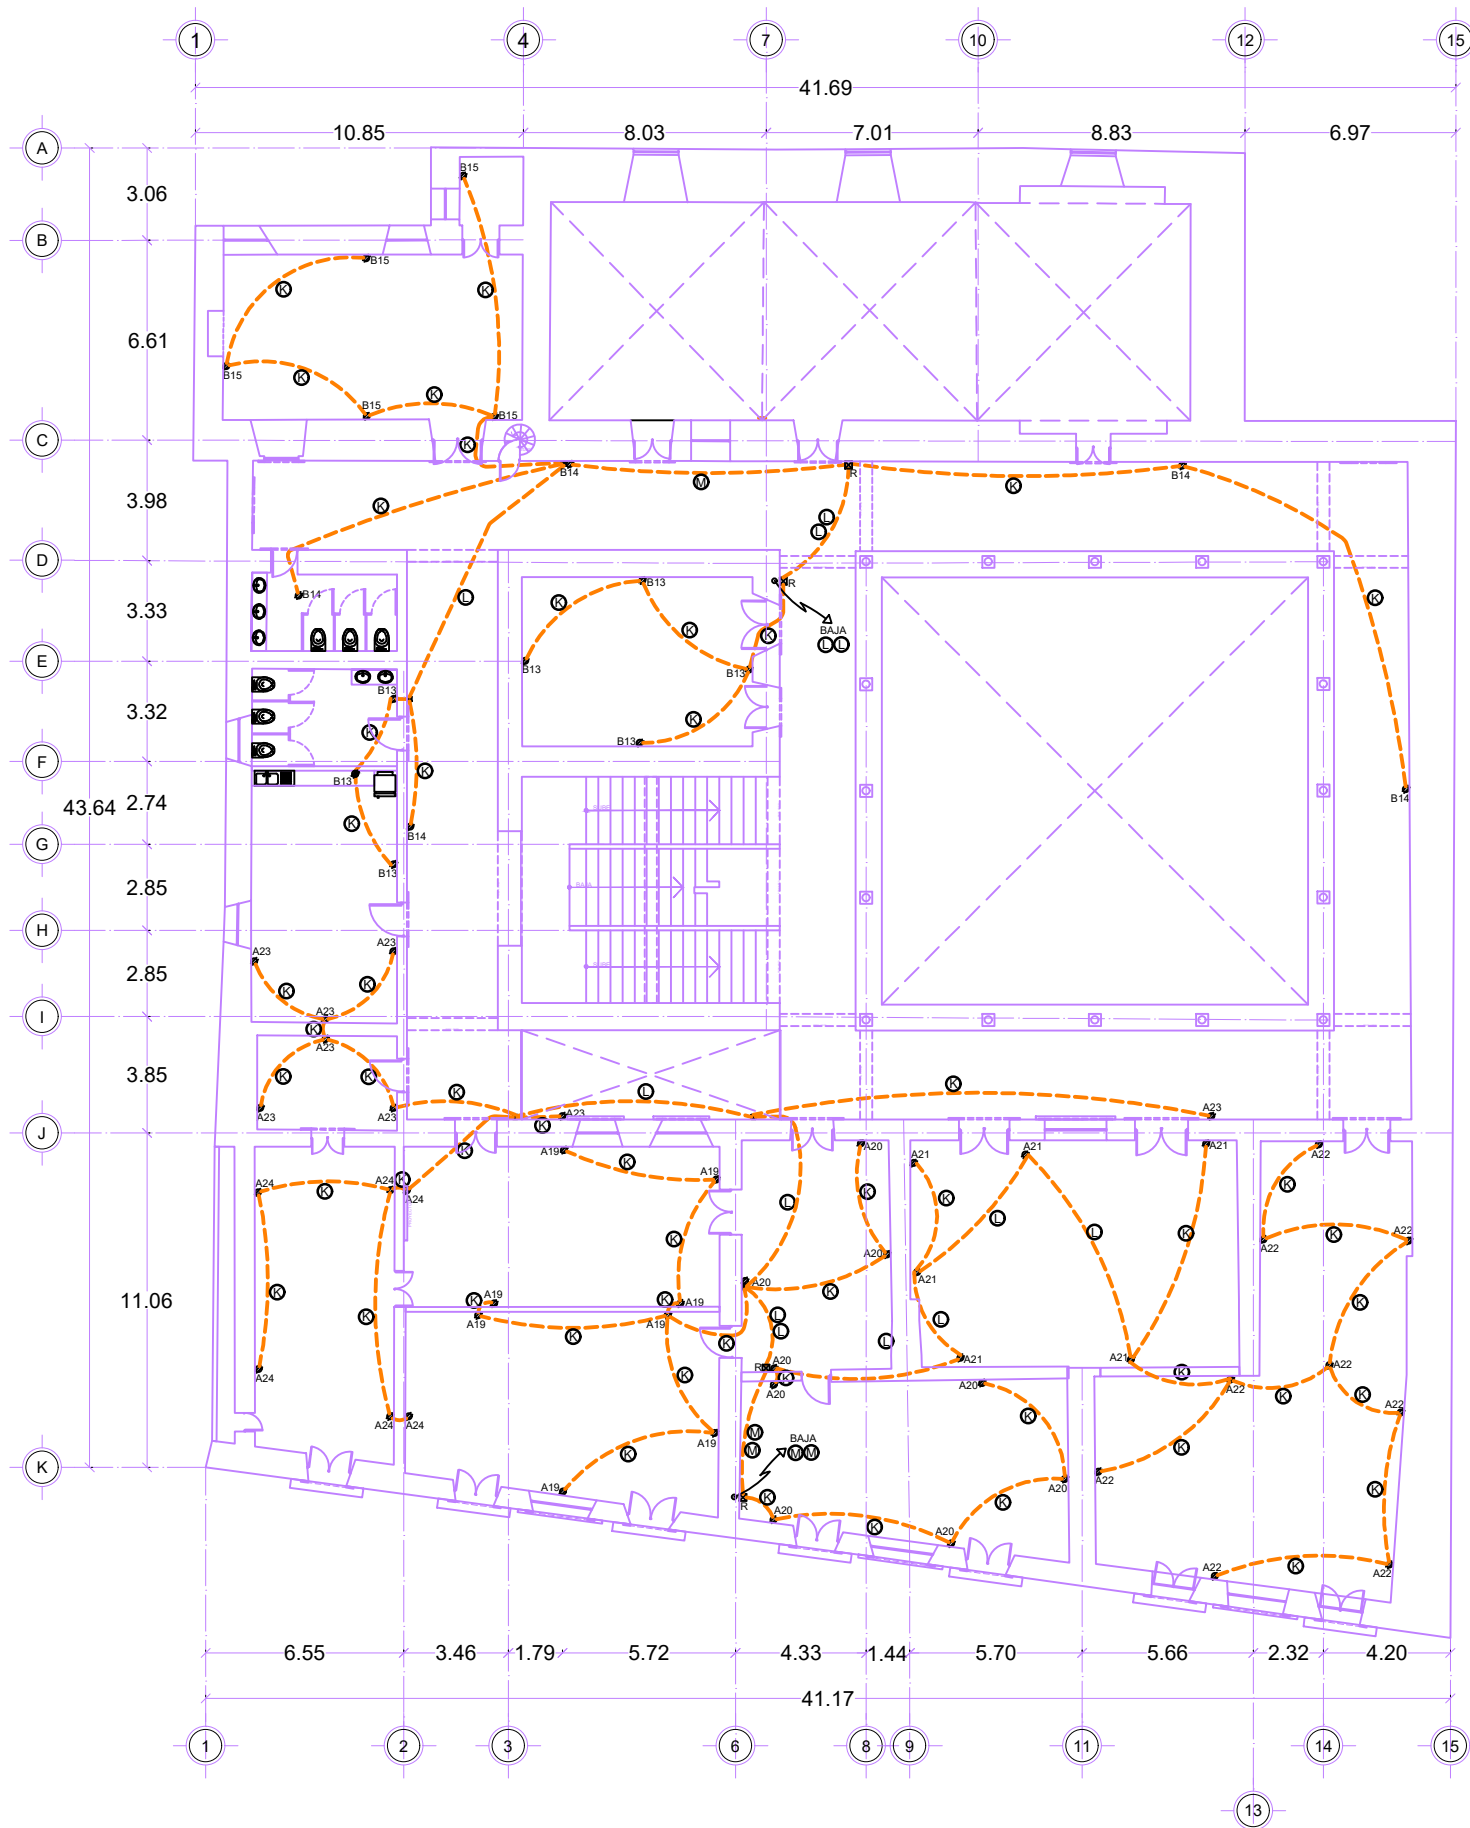 1 4 7 10 12 15
41.69
10.85 8.03 7.01 8.83 6.97
A
3.06
B15
B
B15
K K
6.61
B15 K K
B15 B15
C
K
B14 M R K B14
3.98
K
L
L
D
B14 B13 R
3.33
K L K K K K
BAJA
L L
E
B13 B13
3.32
B13
K K
B13
F
K
B13
43.64
2.74
B14
K
B14
SUBE
G
B13
2.85
BAJA
H
A23 A23
2.85
SUBE
K K
I
A23
K
A23
3.85
K K
K L K
A23 A23 K A23 A23
J
K A19 K A20 A21 A21 A21 A22
A24 K A24 K A24 A19 L K K L L K K K
K A20 A22 A22
A20 A21
K K K K
11.06
K A19 K A19 L L K L L
A19 K A19 K
A24 R A20 K A21 A21 K A22 K A22
A20 A20 K A22
A24 A24 K A19 M K
M BAJA M M
K A22 K
K
A19 R K A20 K K A20
A20 K
A22 K A22
6.55 3.46 1.79 5.72 4.33 1.44 5.70 5.66 2.32 4.20
41.17
1 2 3 6 8 9 11 14 15
13